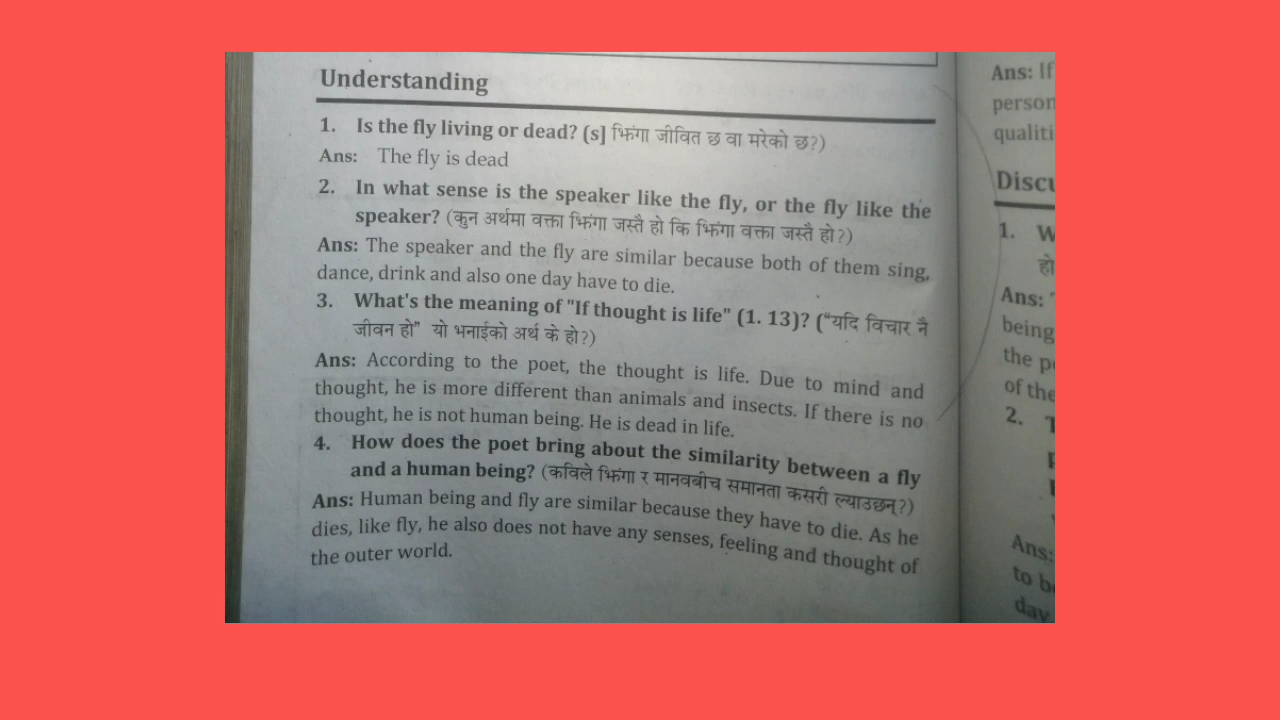 Understanding
1. Is the fly living or dead? (s] झिंगा जीवित छ वा मरेको छ?)
Ans: The fly is dead
2. In what sense is the speaker like the fly, or the fly like the
speaker? (कुन अर्थमा वक्ता झिंगा जस्तै हो कि झिंगा वक्ता जस्तै हो?)
Ans: The speaker and the fly are similar because both of them sing,
dance, drink and also one day have to die.
3. What's the meaning of "If thought is life" (1. 13)? ("यदि विचार नै
जीवन हो" यो भनाईको अर्थ के हो?)
Ans: According to the poet, the thought is life. Due to mind and
thought, he is more different than animals and insects. If there is no
thought, he is not human being. He is dead in life.
4. How does the poet bring about the similarity between a fly
and a human being? (कविले झिंगा र मानवबीच समानता कसरी ल्याउछन्?)
Ans: Human being and fly are similar because they have to die. As he
dies, like fly, he also does not have any senses, feeling and thought of
the outer world.
Ans: If
person
qualiti
Discu
1. W
हो
Ans:
being
the p
of the
2.
Ans:
to b
day